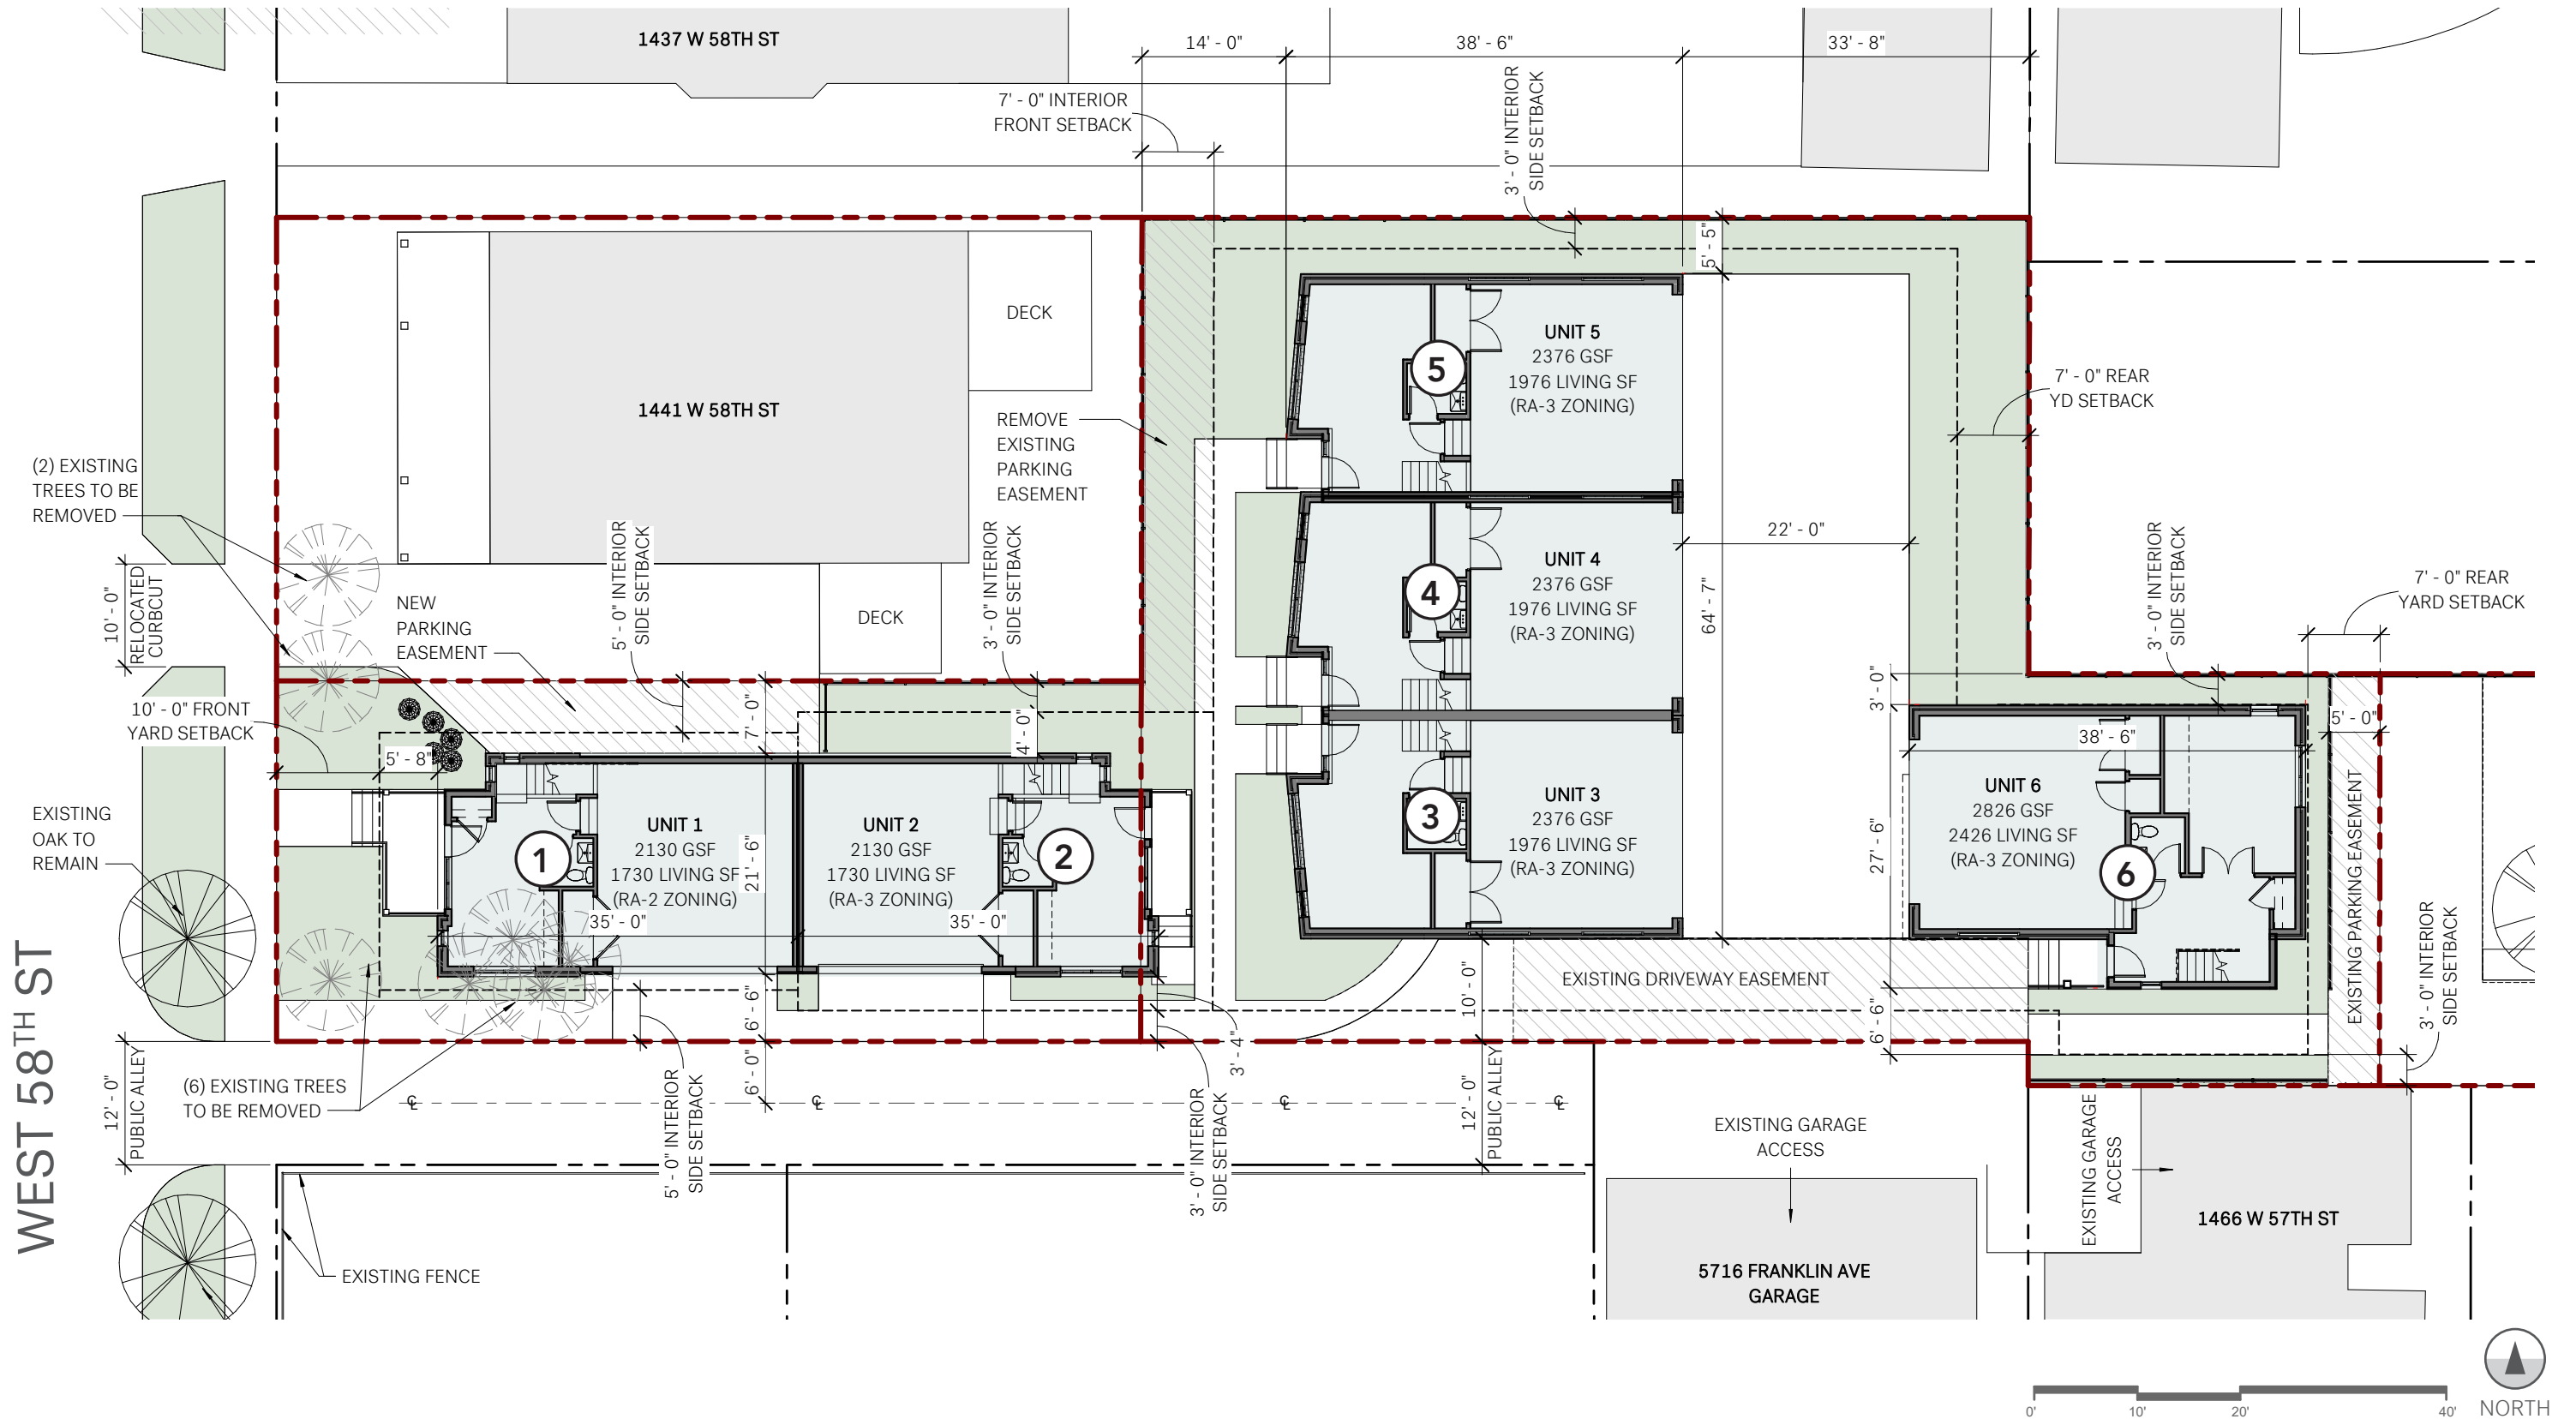 1437 W 58TH ST
14' - 0"
38' - 6"
33' - 8"
7' - 0" INTERIOR
FRONT SETBACK
3' - 0" INTERIOR
SIDE SETBACK
5' - 5"
DECK
1441 W 58TH ST
REMOVE
EXISTING
PARKING
EASEMENT
UNIT 5
2376 GSF
1976 LIVING SF
(RA-3 ZONING)
5
7' - 0" REAR
YD SETBACK
(2) EXISTING
TREES TO BE
REMOVED
10' - 0"
RELOCATED
CURBCUT
NEW
PARKING
EASEMENT
5' - 0" INTERIOR
SIDE SETBACK
3' - 0" INTERIOR
SIDE SETBACK
DECK
UNIT 4
2376 GSF
1976 LIVING SF
(RA-3 ZONING)
4
22' - 0"
64' - 7"
3' - 0" INTERIOR
SIDE SETBACK
7' - 0" REAR
YARD SETBACK
10' - 0" FRONT
YARD SETBACK
5' - 8"
7' - 0"
4' - 0"
3' - 0"
5' - 0"
38' - 6"
EXISTING
OAK TO
REMAIN
UNIT 1
2130 GSF
1730 LIVING SF
(RA-2 ZONING)
1
35' - 0"
21' - 6"
UNIT 2
2130 GSF
1730 LIVING SF
(RA-3 ZONING)
2
35' - 0"
UNIT 3
2376 GSF
1976 LIVING SF
(RA-3 ZONING)
3
UNIT 6
2826 GSF
2426 LIVING SF
(RA-3 ZONING)
6
27' - 6"
EXISTING PARKING EASEMENT
3' - 0" INTERIOR
SIDE SETBACK
EXISTING DRIVEWAY EASEMENT
10' - 0"
6' - 6"
6' - 6"
6' - 0"
3' - 4"
WEST 58TH ST
12' - 0"
PUBLIC ALLEY
(6) EXISTING TREES
TO BE REMOVED
℄
℄
℄
℄
5' - 0" INTERIOR
SIDE SETBACK
3' - 0" INTERIOR
SIDE SETBACK
12' - 0"
PUBLIC ALLEY
EXISTING GARAGE
ACCESS
EXISTING GARAGE
ACCESS
1466 W 57TH ST
EXISTING FENCE
5716 FRANKLIN AVE
GARAGE
0'
10'
20'
40'
NORTH